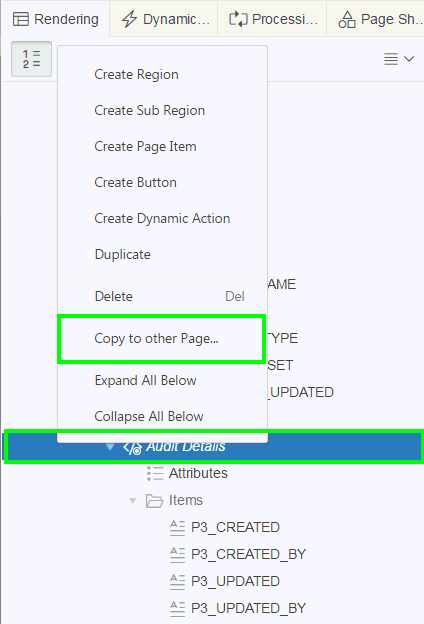 Rendering
Dynamic...
Processi...
Page Sh...
1
2
Create Region
Create Sub Region
Create Page Item
Create Button
Create Dynamic Action
Duplicate
Delete Del
AME
Copy to other Page...
TYPE
SET
Expand All Below
_UPDATED
Collapse All Below
Audit Details
Attributes
Items
P3_CREATED
P3_CREATED_BY
P3_UPDATED
P3_UPDATED_BY